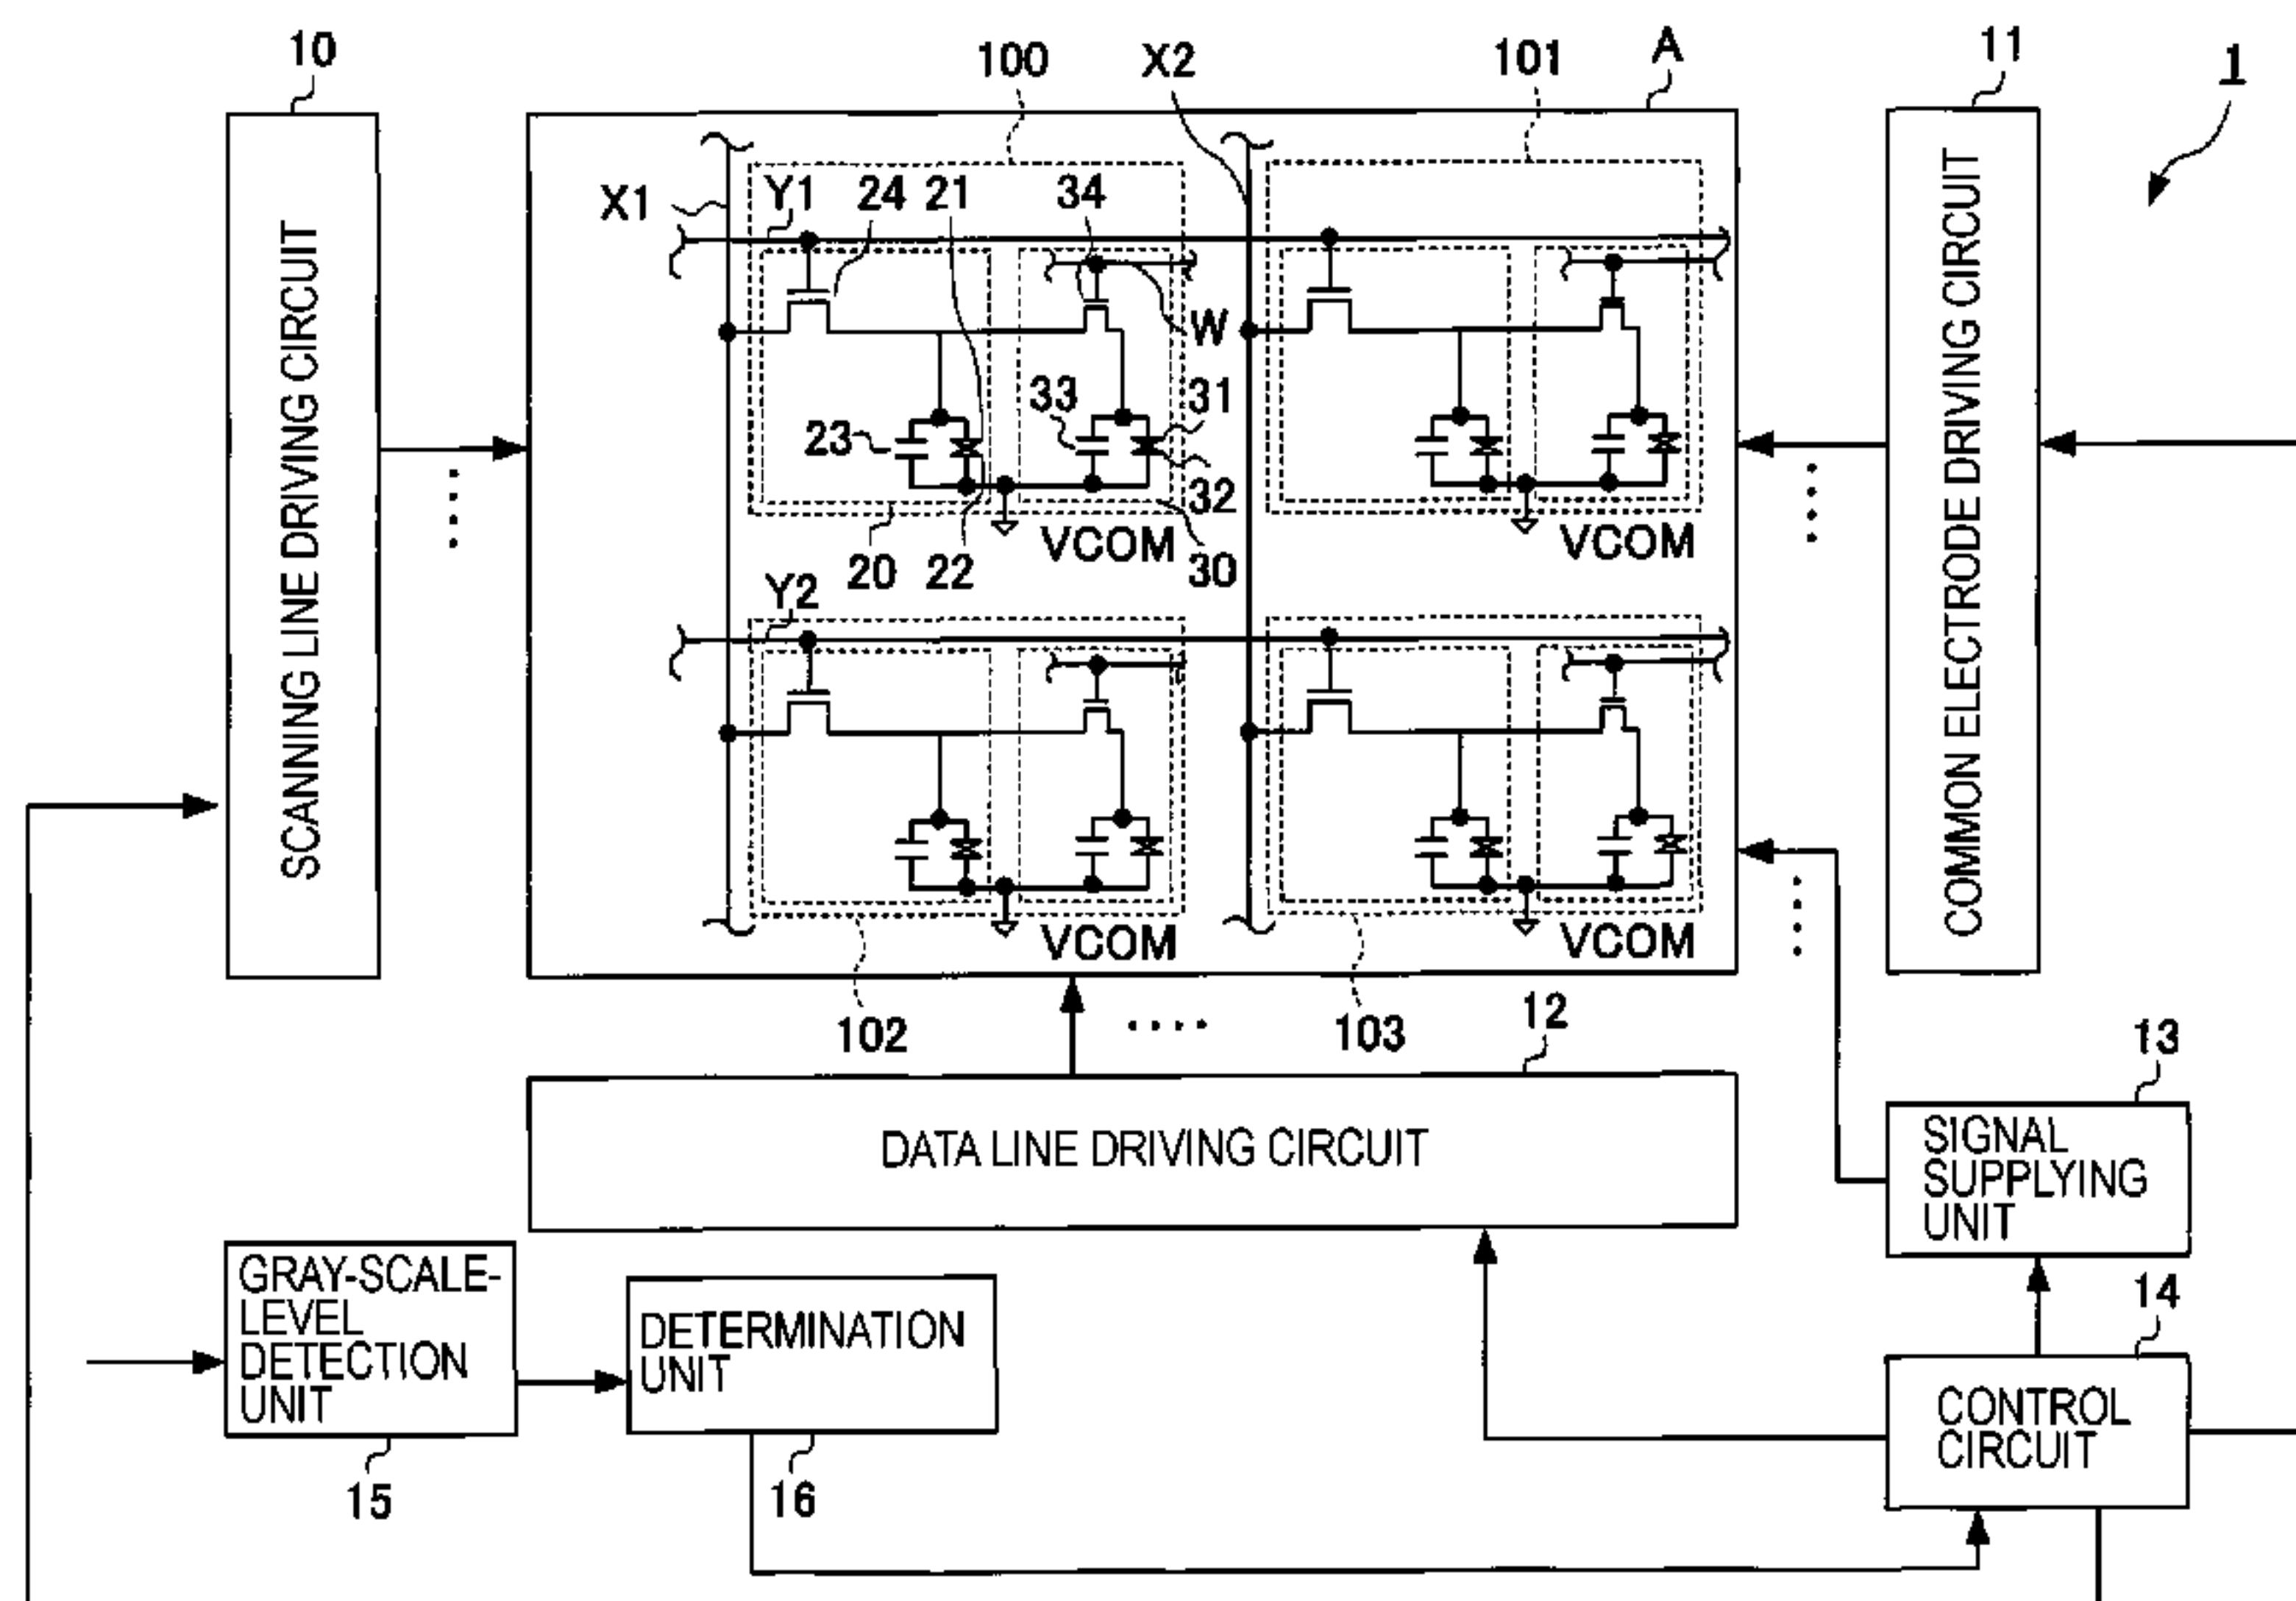 10
100
X2
101
A
11
1
X1
Y1
24
21
34
W
33
31
23
32
VCOM
VCOM
20
22
30
Y2
VCOM
VCOM
102
103
12
13
SCANNING LINE DRIVING CIRCUIT
COMMON ELECTRODE DRIVING CIRCUIT
DATA LINE DRIVING CIRCUIT
SIGNAL
SUPPLYING
UNIT
GRAY-SCALE-
LEVEL
DETECTION
UNIT
DETERMINATION
UNIT
14
CONTROL
CIRCUIT
15
16